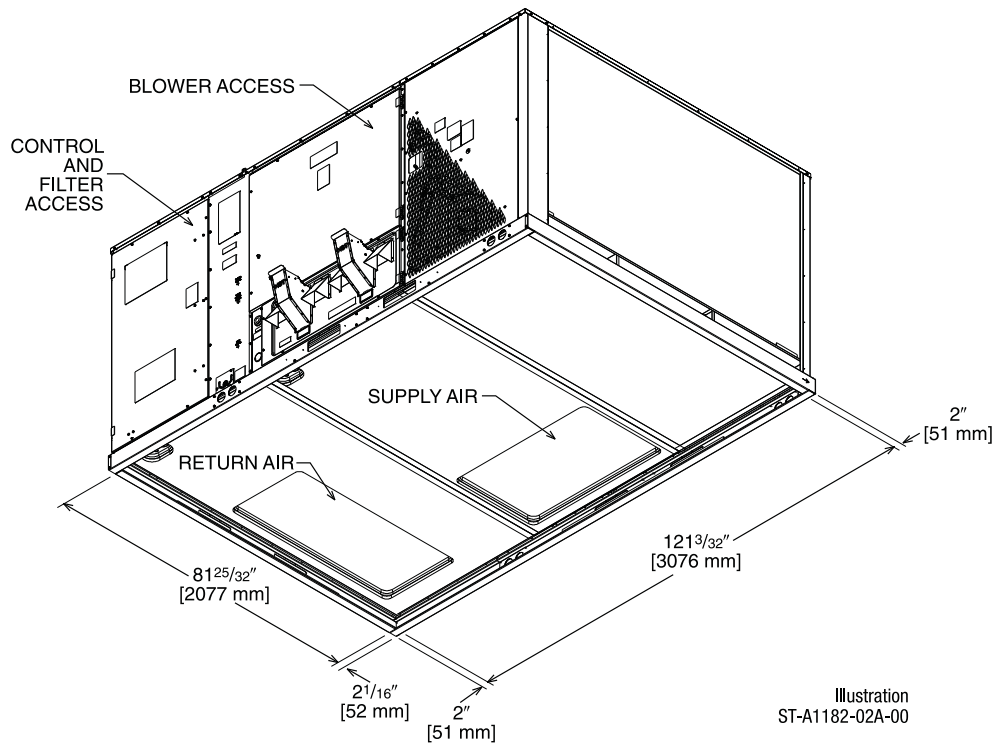 BLOWER ACCESS
CONTROL
AND
FILTER
ACCESS
SUPPLY AIR
RETURN AIR
2″
[51 mm]
121 3/32″
[3076 mm]
81 25/32″
[2077 mm]
2 1/16″
[52 mm]
2″
[51 mm]
Illustration
ST-A1182-02A-00